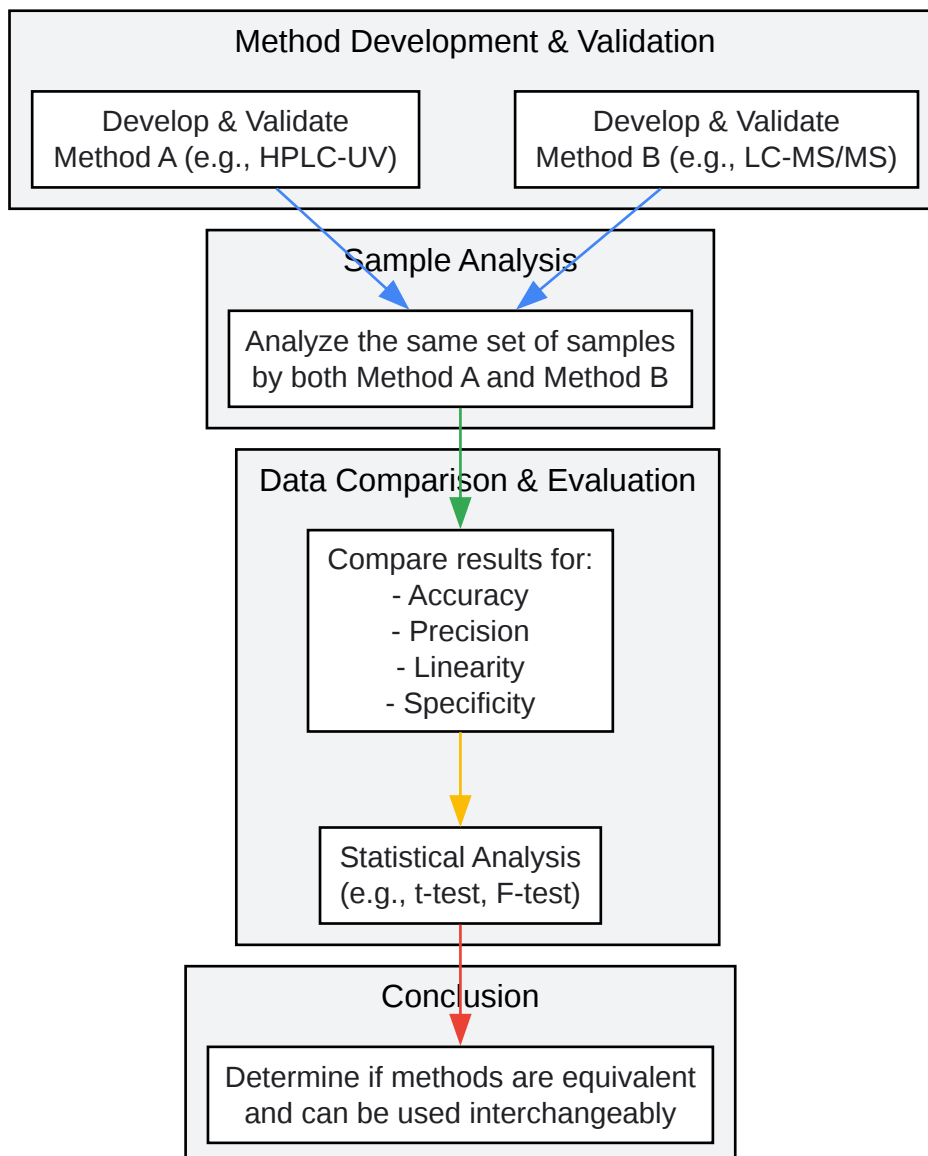 Method Development & Validation
Develop & Validate
Method A (e.g., HPLC-UV)
Develop & Validate
Method B (e.g., LC-MS/MS)
Sample Analysis
Analyze the same set of samples
by both Method A and Method B
Data Comparison & Evaluation
Compare results for:
- Accuracy
- Precision
- Linearity
- Specificity
Statistical Analysis
(e.g., t-test, F-test)
Conclusion
Determine if methods are equivalent
and can be used interchangeably